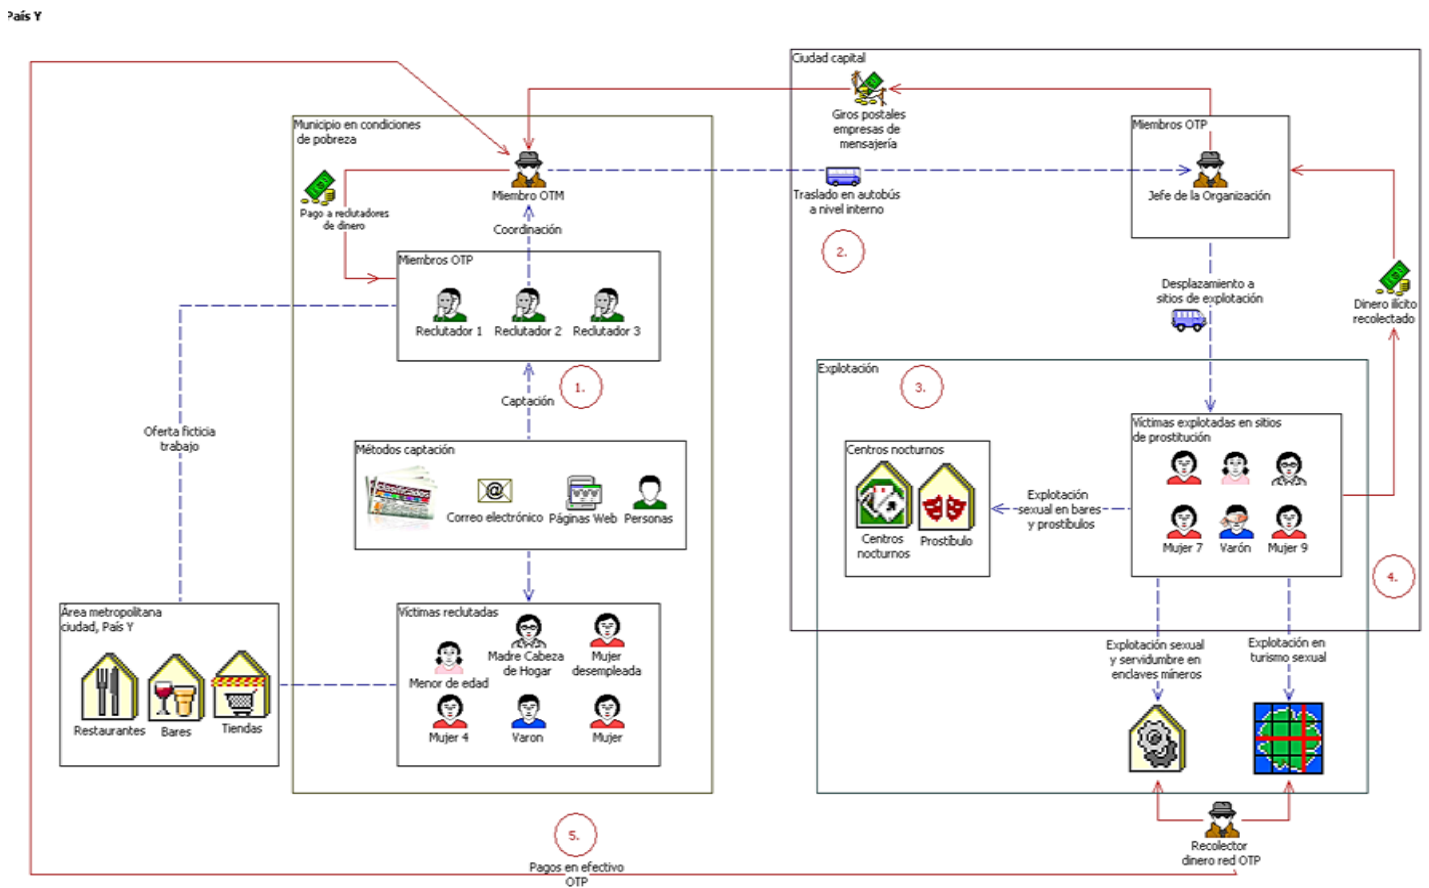 País Y
Ciudad capital
Giros postales
empresas de
mensajería
Municipio en condiciones
de pobreza
Miembros OTP
Miembro OTM
Jefe de la Organización
Traslado en autobús
a nivel interno
Pago a reclutadores
de dinero
Coordinación
2.
Miembros OTP
Reclutador 1
Reclutador 2
Reclutador 3
Desplazamiento a
sitios de explotación
Dinero ilícito
recolectado
Explotación
1.
3.
Captación
Oferta ficticia
trabajo
Víctimas explotadas en sitios
de prostitución
Métodos captación
Clasificados
Correo electrónico
Páginas Web
Personas
Centros nocturnos
Centros
nocturnos
Prostíbulo
Explotación
sexual en bares
y prostíbulos
Mujer 7
Varón
Mujer 9
4.
Área metropolitana
ciudad, País Y
Restaurantes
Bares
Tiendas
Víctimas reclutadas
Menor de edad
Madre Cabeza
de Hogar
Mujer
desempleada
Mujer 4
Varon
Mujer
Explotación sexual
y servidumbre en
enclaves mineros
Explotación en
turismo sexual
5.
Pagos en efectivo
OTP
Recolector
dinero red OTP